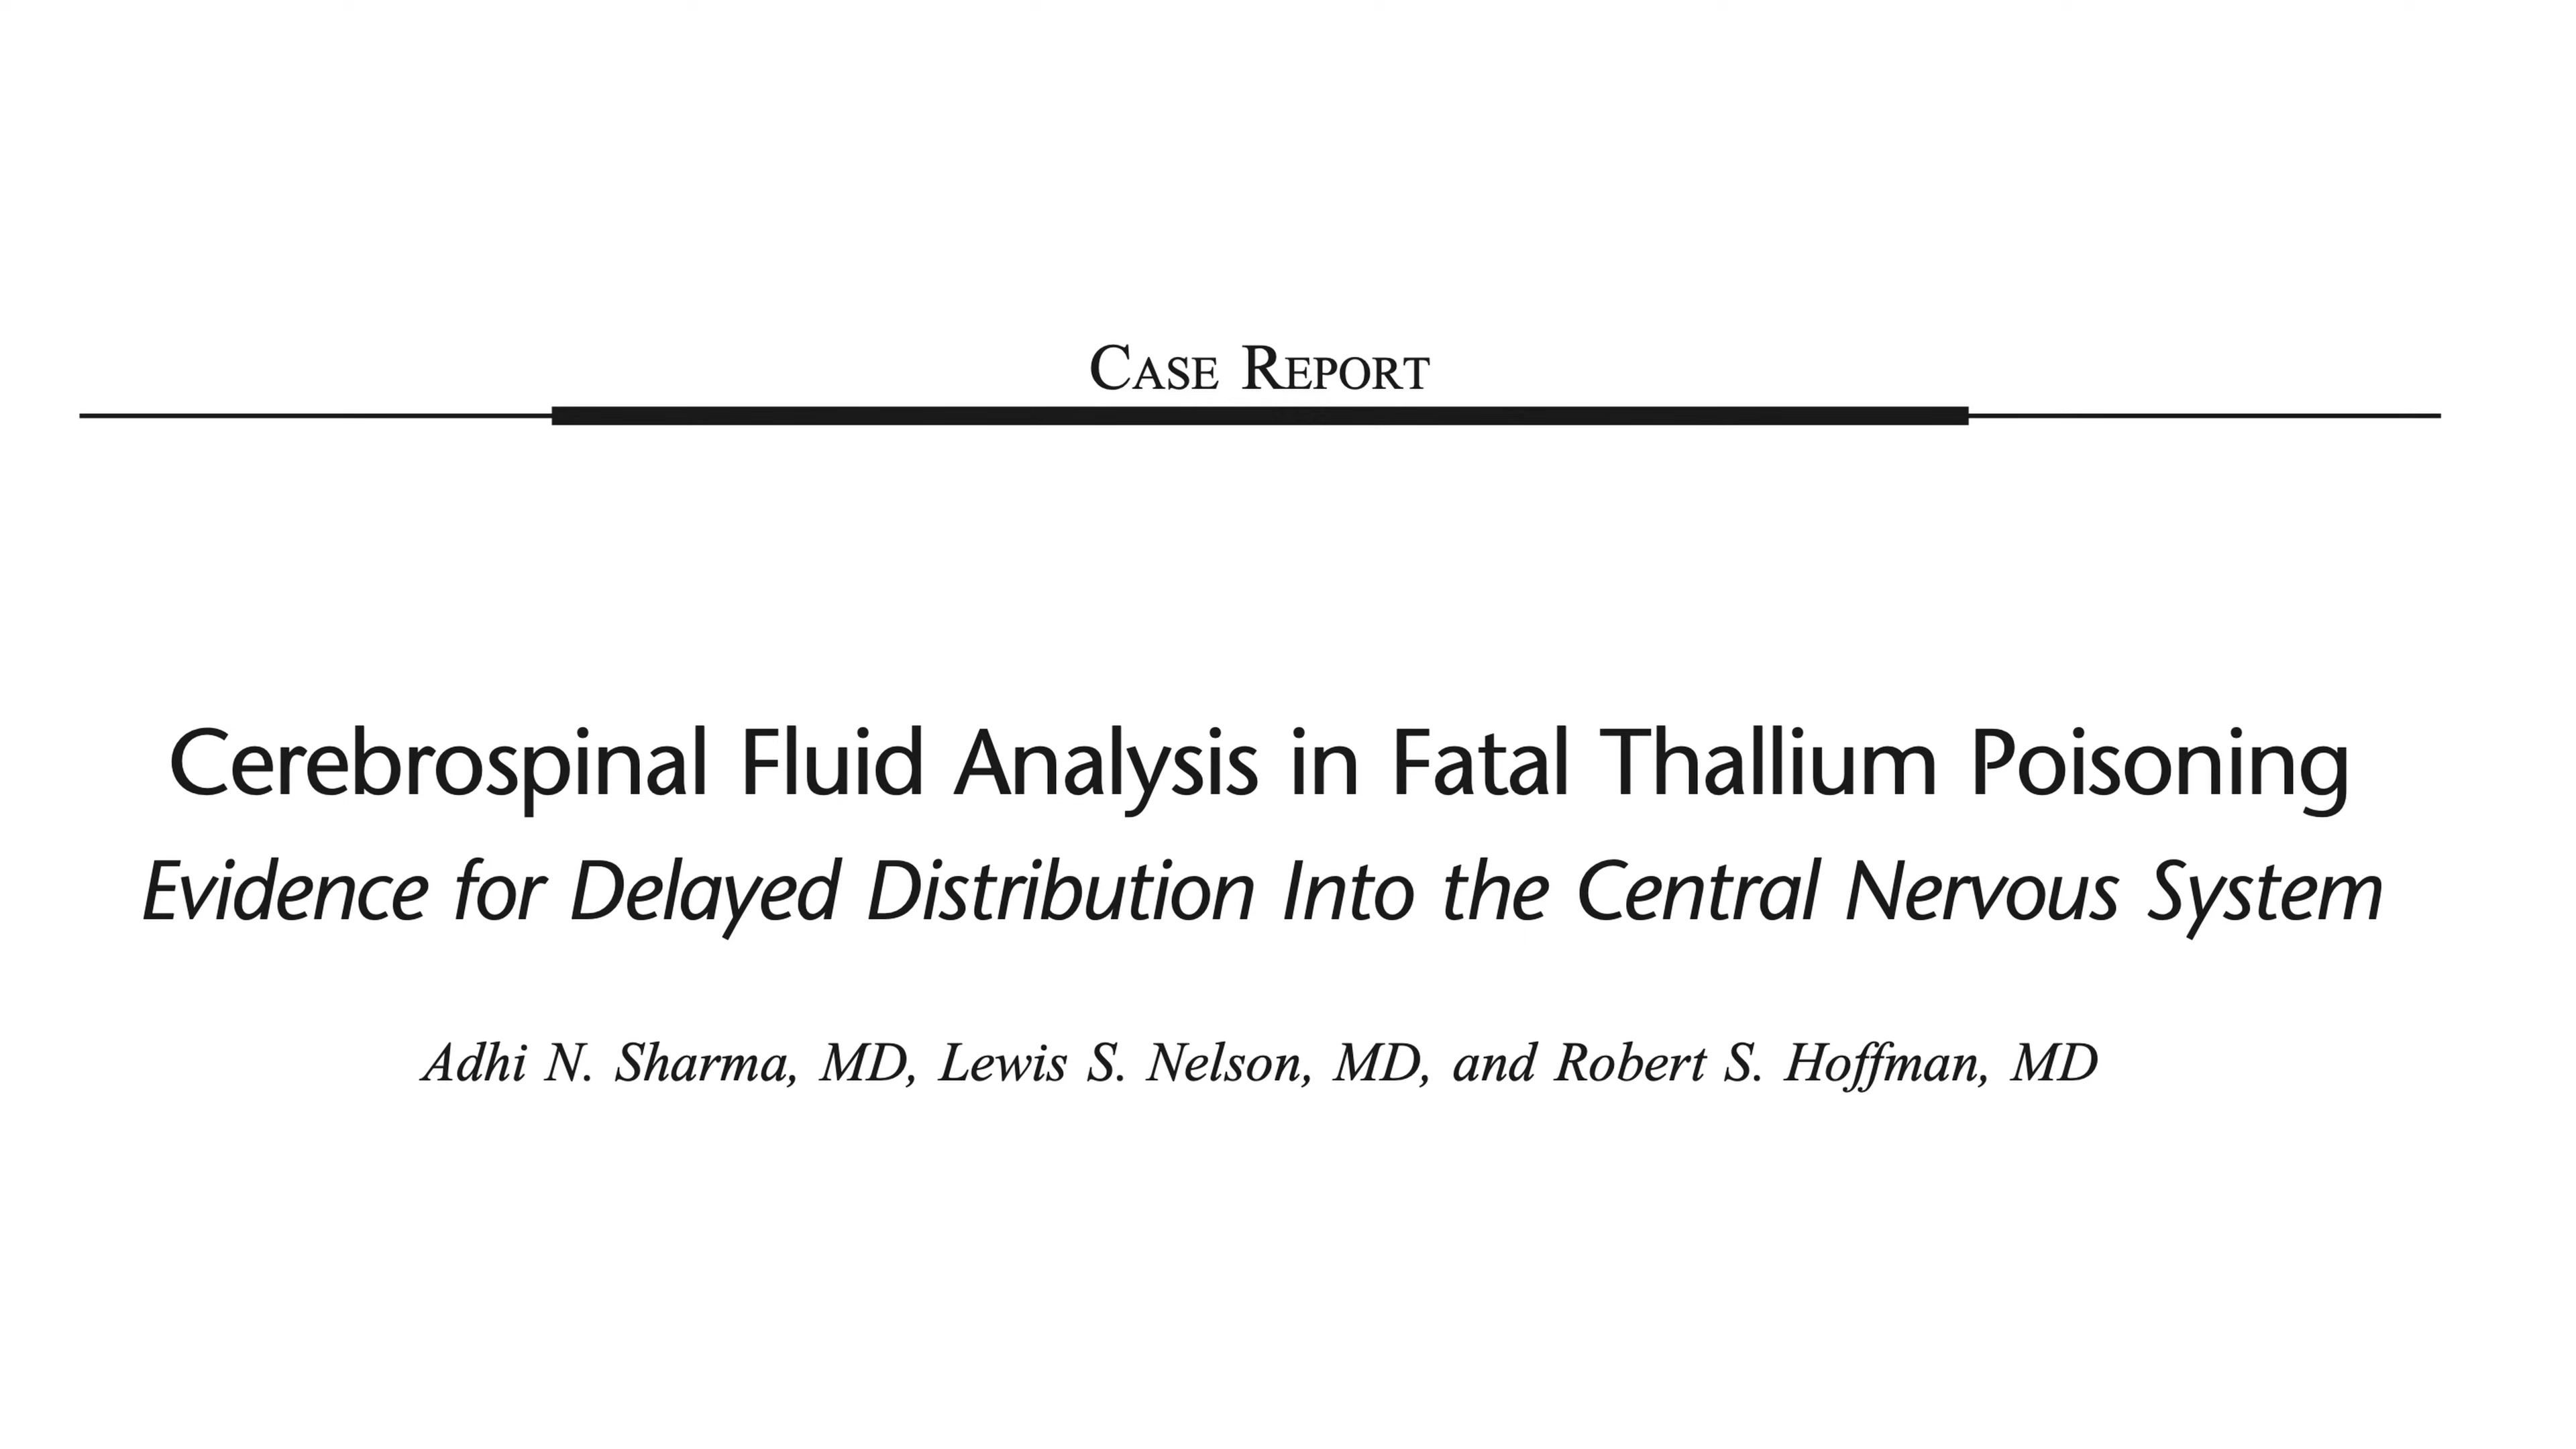 Case Report
Cerebrospinal Fluid Analysis in Fatal Thallium Poisoning
Evidence for Delayed Distribution Into the Central Nervous System
Adhi N. Sharma, MD, Lewis S. Nelson, MD, and Robert S. Hoffman, MD